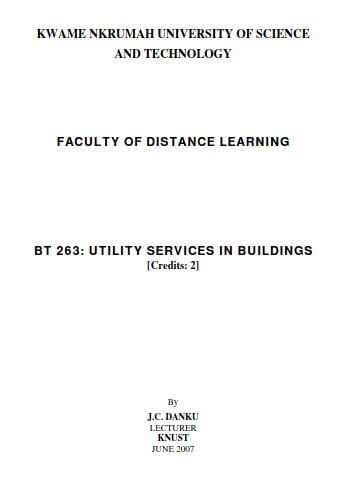 KWAME NKRUMAH UNIVERSITY OF SCIENCE
AND TECHNOLOGY
FACULTY OF DISTANCE LEARNING
BT 263: UTILITY SERVICES IN BUILDINGS
[Credits: 2]
By
J.C. DANKU
LECTURER
KNUST
JUNE 2007